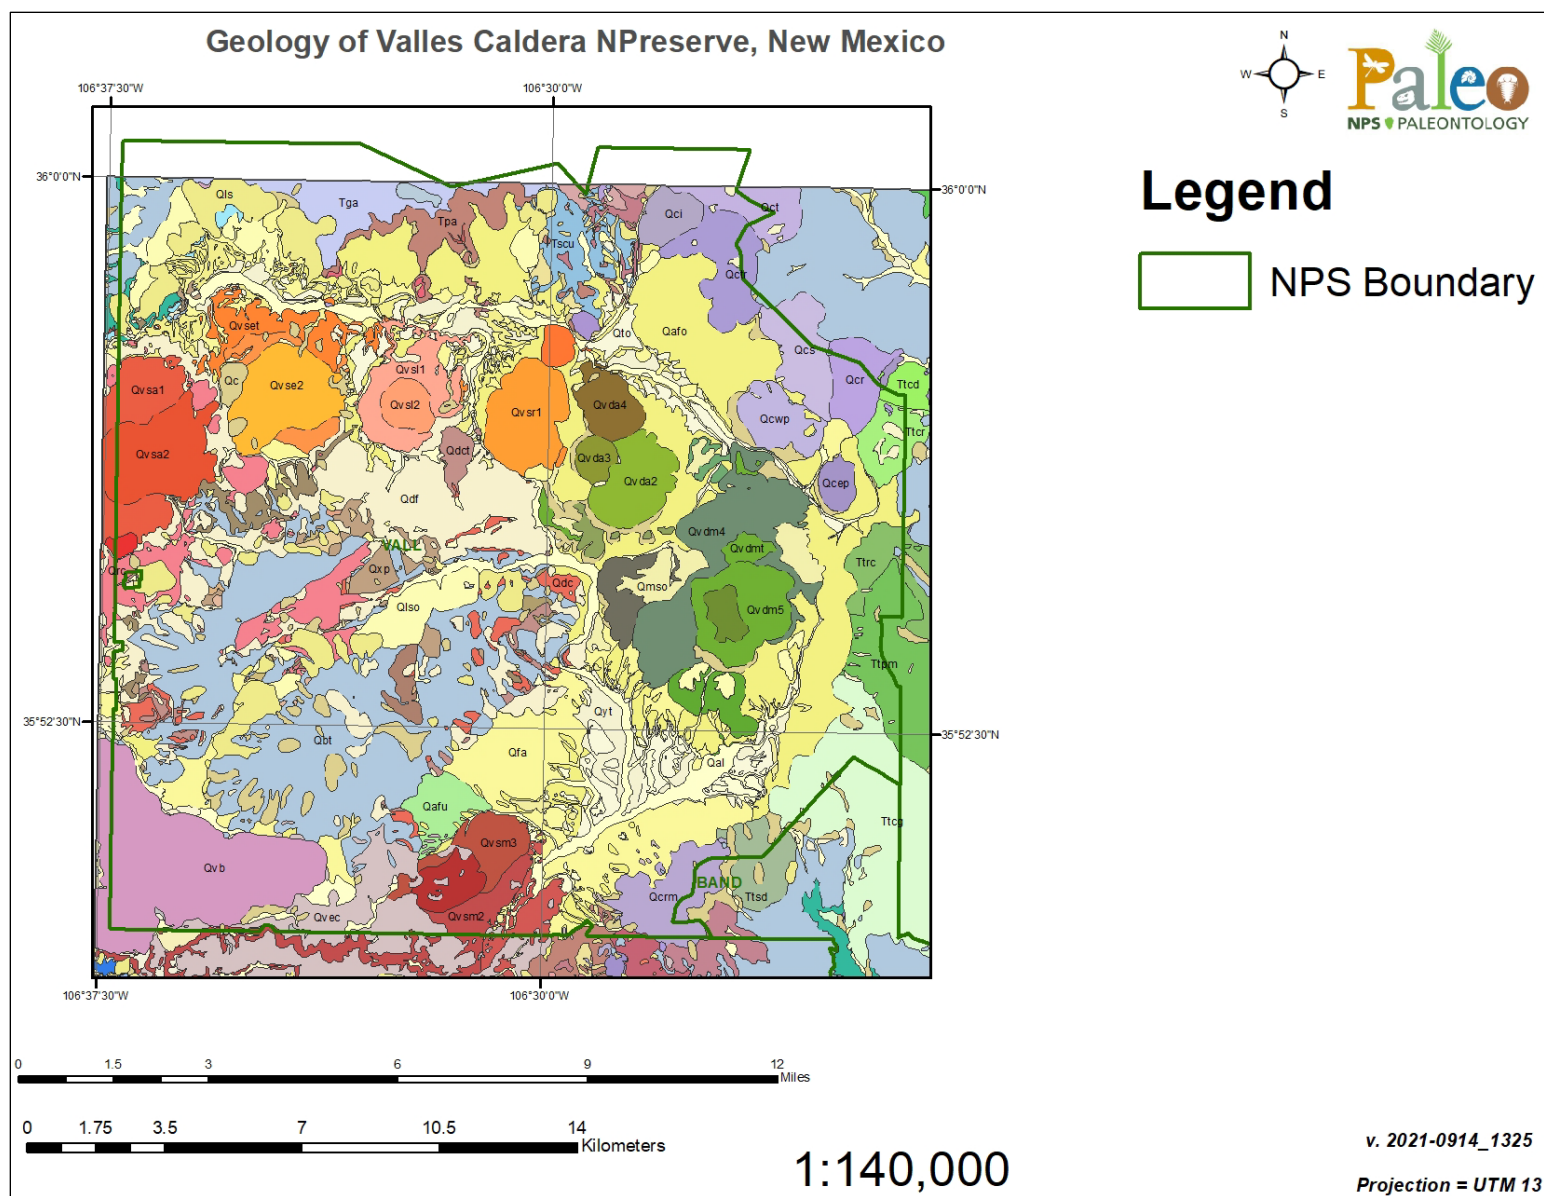 Geology of Valles Caldera NPreserve, New Mexico
N
W E
S
Paleo
NPS PALEONTOLOGY
106°37'30"W 106°30'0"W
36°0'0"N 36°0'0"N
Legend
NPS Boundary
Qls
Tga
Tpa
Tscu
Qci
Qct
Qctr
Qvset
Qto
Qafo
Qcs
Qvsa1
Qc
Qvse2
Qvsl1
Qvsl2
Qvsr1
Qvda4
Qcwp
Qcr
Ttcd
Ttcr
Qvsa2
Qdct
Qvda3
Qvda2
Qcep
Qdf
Qvdm4
VALL
Qvdmt
Qrc
Qxp
Qdc
Qmso
Ttrc
Qlso
Qvdm5
Ttpm
Qyt
35°52'30"N 35°52'30"N
Qbt
Qfa
Qal
Qafu
Ttcg
Qvsm3
Qvb
BAND
Qcrm
Ttsd
Qvec
Qvsm2
106°37'30"W 106°30'0"W
0 1.5 3 6 9 12
Miles
0 1.75 3.5 7 10.5 14
Kilometers
1:140,000
v. 2021-0914_1325
Projection = UTM 13